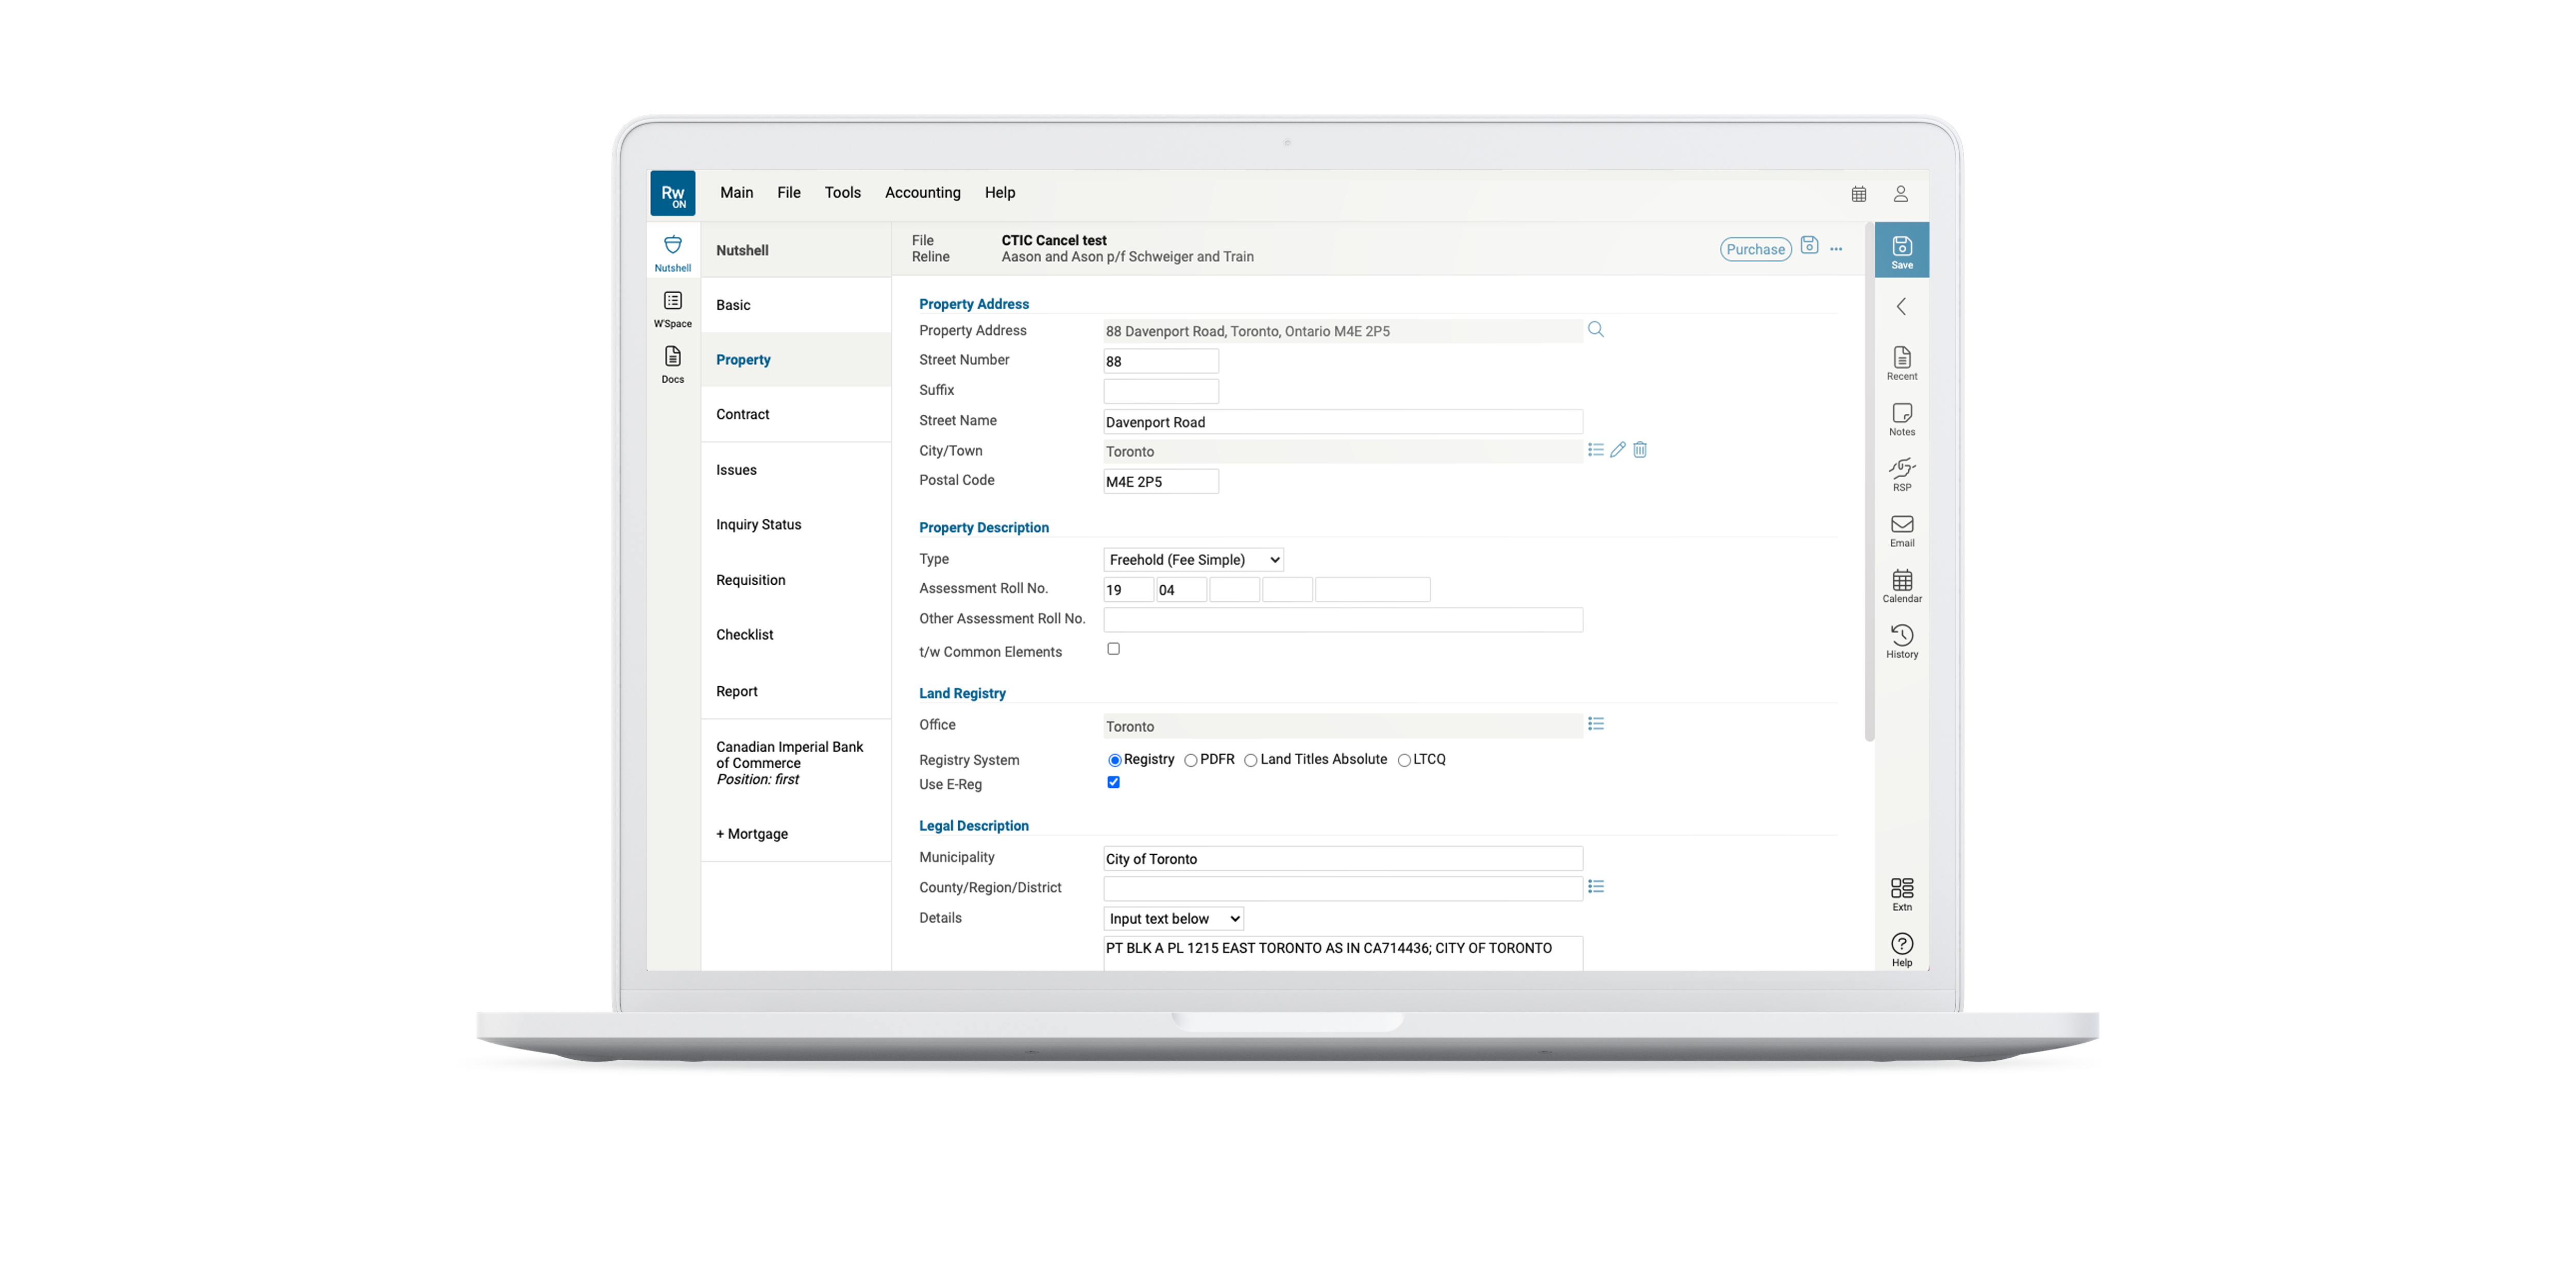 Rw
ON
Main File Tools Accounting Help
Nutshell
W'Space
Docs
Nutshell
Basic
Property
Contract
Issues
Inquiry Status
Requisition
Checklist
Report
Canadian Imperial Bank
of Commerce
Position: first
+ Mortgage
File CTIC Cancel test
Reline Aason and Ason p/f Schweiger and Train
Purchase
Property Address
Property Address 88 Davenport Road, Toronto, Ontario M4E 2P5
Street Number 88
Suffix
Street Name Davenport Road
City/Town Toronto
Postal Code M4E 2P5
Property Description
Type Freehold (Fee Simple)
Assessment Roll No. 19 04
Other Assessment Roll No.
t/w Common Elements
Land Registry
Office Toronto
Registry System Registry PDFR Land Titles Absolute LTCQ
Use E-Reg
Legal Description
Municipality City of Toronto
County/Region/District
Details Input text below
PT BLK A PL 1215 EAST TORONTO AS IN CA714436; CITY OF TORONTO
Save
Recent
Notes
RSP
Email
Calendar
History
Extn
Help